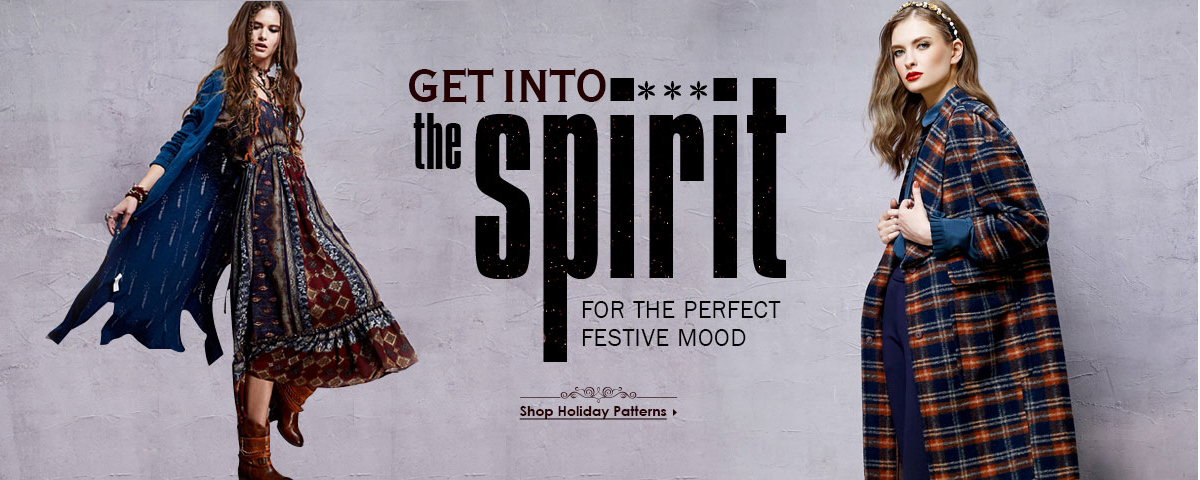 GET INTO
***
the spirit
FOR THE PERFECT
FESTIVE MOOD
Shop Holiday Patterns